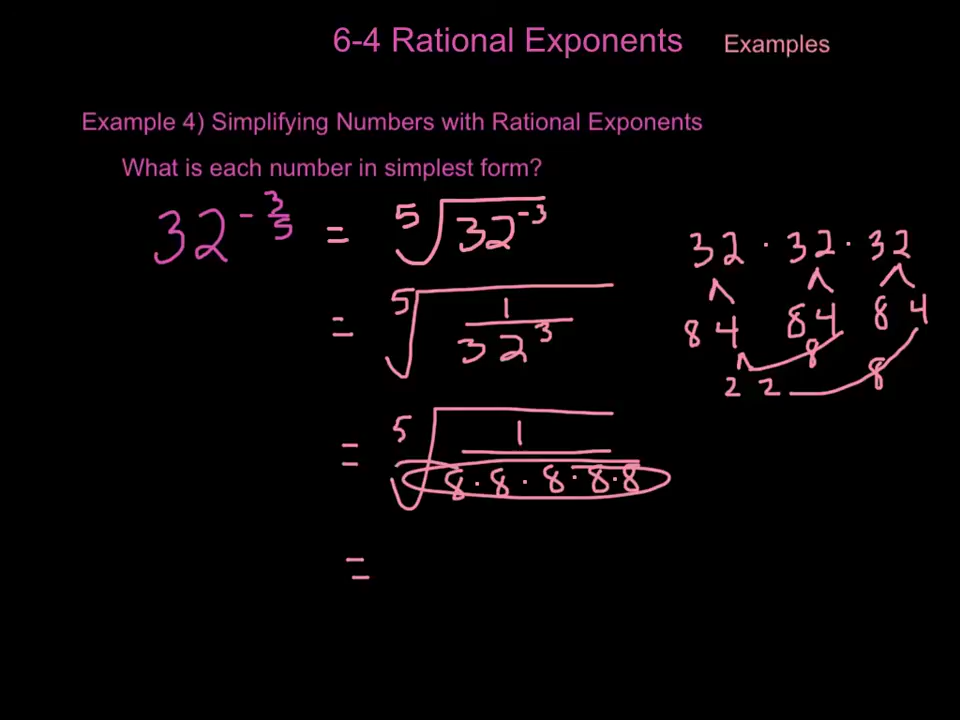 6-4 Rational Exponents Examples
Example 4) Simplifying Numbers with Rational Exponents
What is each number in simplest form?
32^(-3/5) = ⁵√(32⁻³)
32 · 32 · 32
8 4 8 4 8 4
= ⁵√(1/32³)
8 8
2 2
= ⁵√(1/(8·8·8·8·8))
=